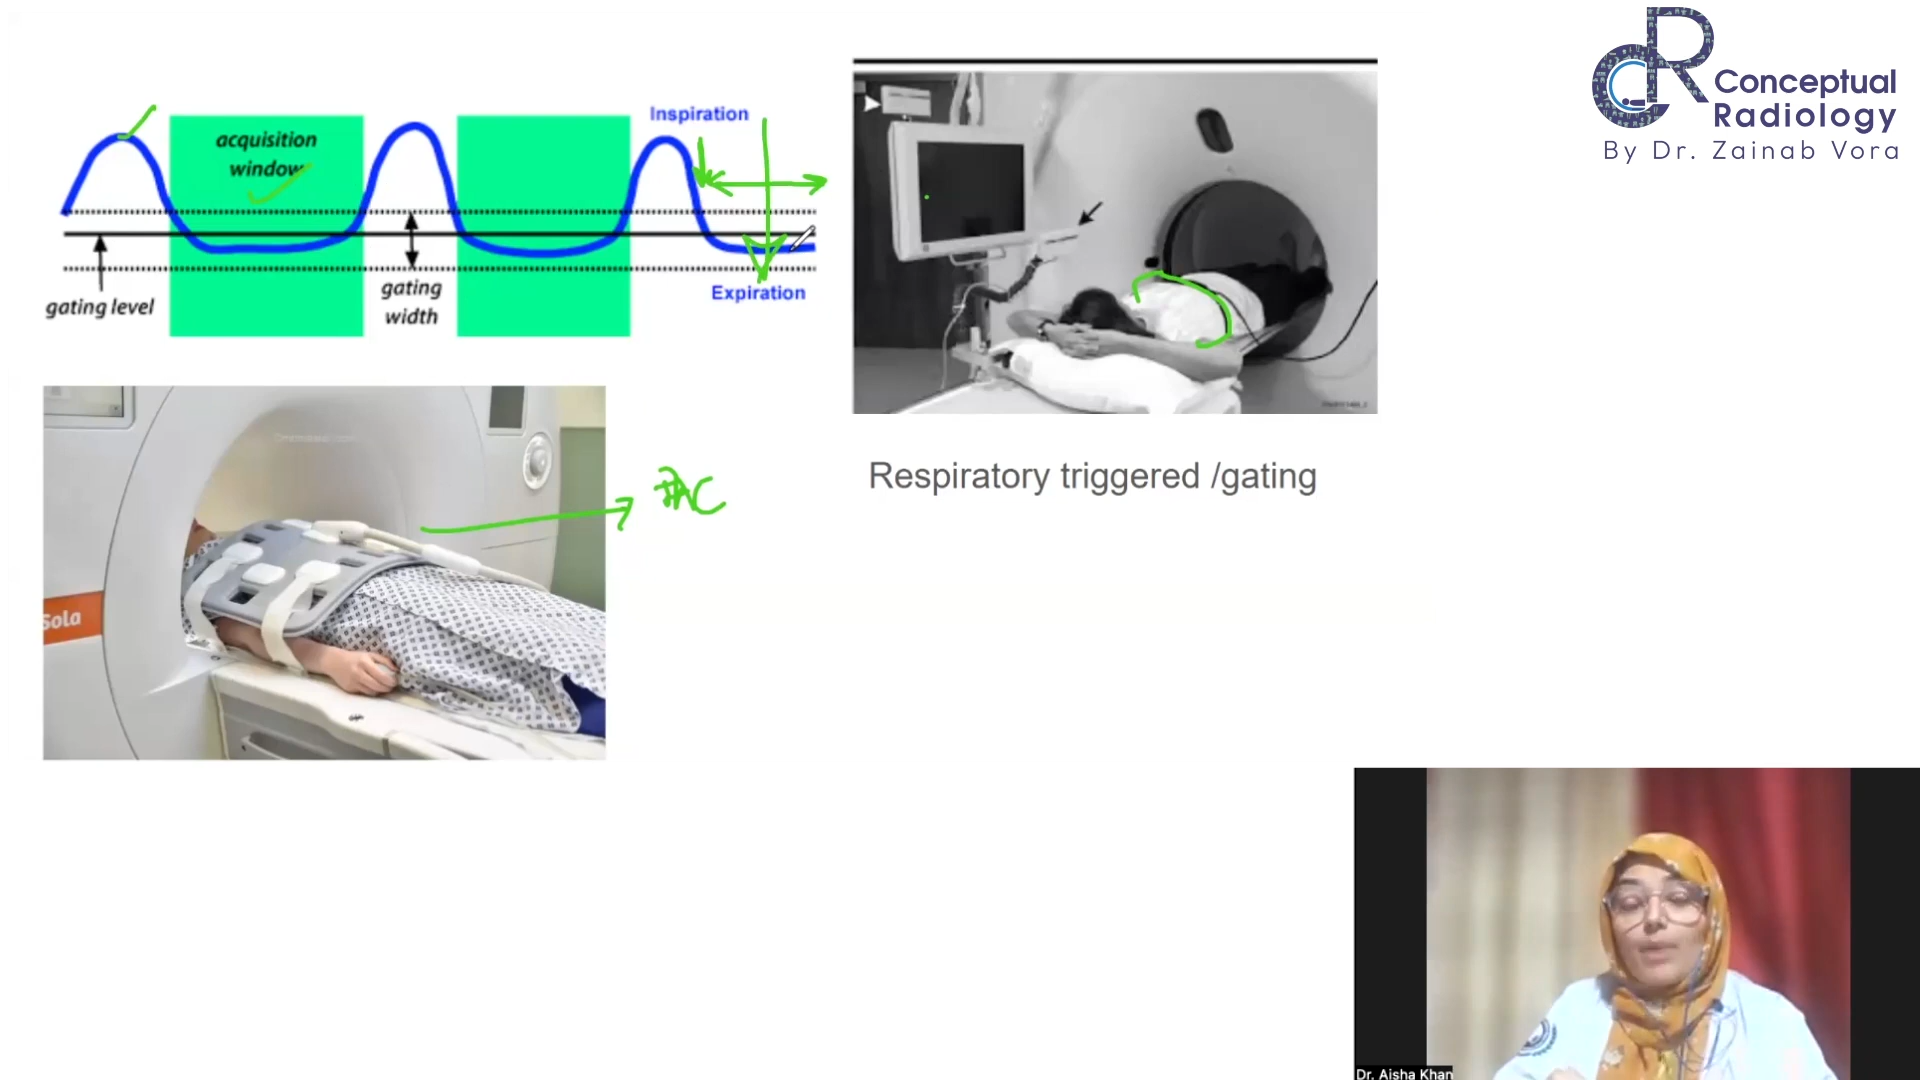 Conceptual
Radiology
By Dr. Zainab Vora
Inspiration
acquisition
window
gating level
gating
width
Expiration
Respiratory triggered /gating
Sola
Dr. Aisha Khan